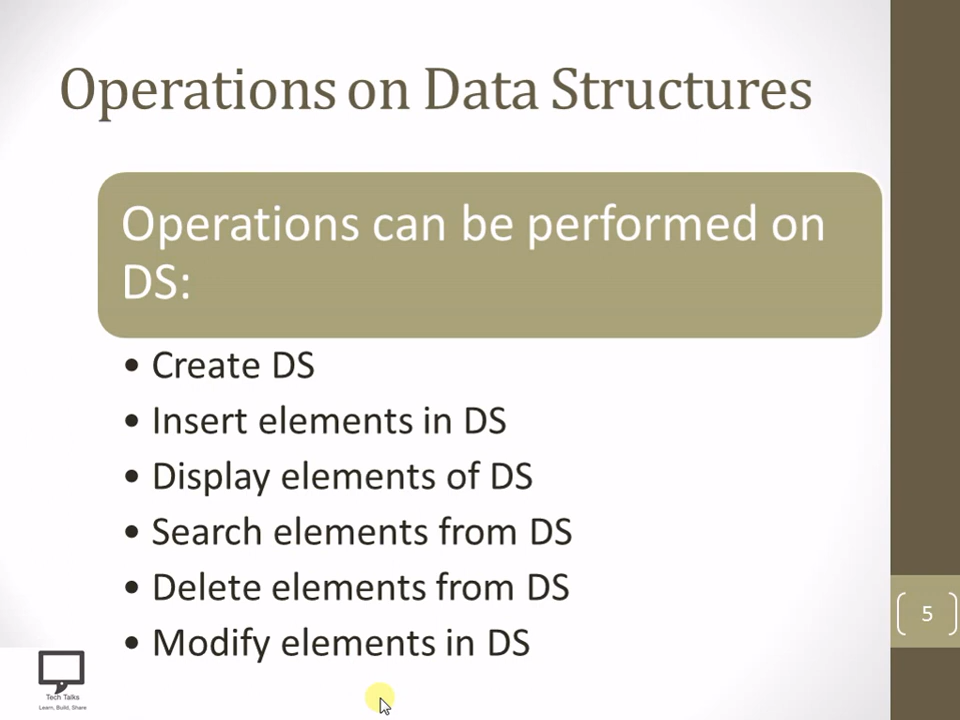 Operations on Data Structures
Operations can be performed on
DS:
• Create DS
• Insert elements in DS
• Display elements of DS
• Search elements from DS
• Delete elements from DS
• Modify elements in DS
5
Tech Talks
Learn, Build, Share